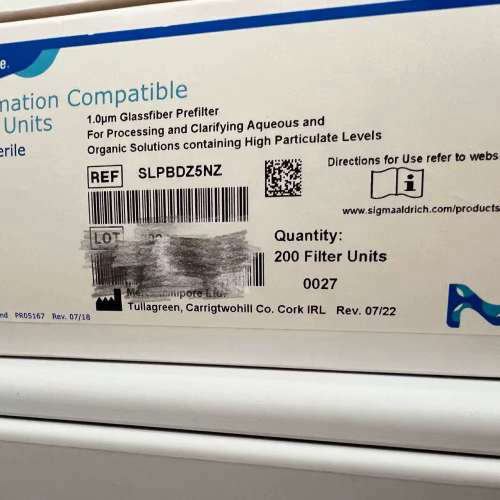 e.
mation Compatible
Units
erile
1.0µm Glassfiber Prefilter
For Processing and Clarifying Aqueous and
Organic Solutions containing High Particulate Levels
REF SLPBDZ5NZ
Directions for Use refer to webs
i
www.sigmaaldrich.com/products
LOT
Quantity:
200 Filter Units
0027
Tullagreen, Carrigtwohill Co. Cork IRL Rev. 07/22
nd PR05167 Rev. 07/18